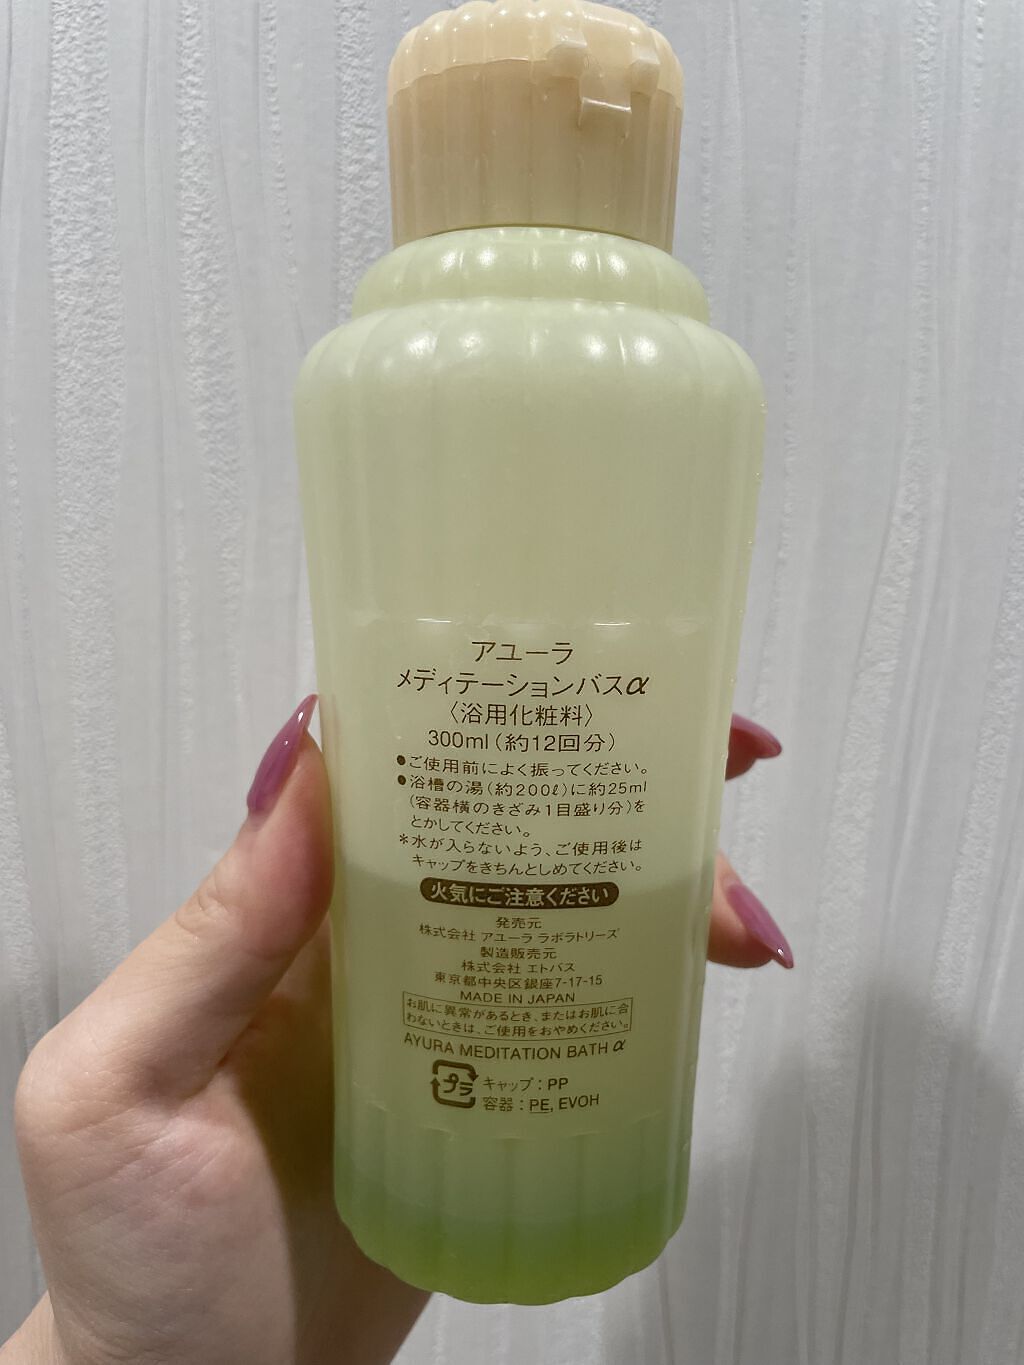 アユーラ
メディテーションバスα
〈浴用化粧料〉
300ml（約12回分）
●ご使用前によく振ってください。
●浴槽の湯（約200ℓ）に約25ml
（容器横のきざみ1目盛り分）を
とかしてください。
＊水が入らないよう、ご使用後は
キャップをきちんとしめてください。
火気にご注意ください
発売元
株式会社 アユーラ ラボラトリーズ
製造販売元
株式会社 エトバス
東京都中央区銀座7-17-15
MADE IN JAPAN
お肌に異常があるとき、またはお肌に合
わないときは、ご使用をおやめください。
AYURA MEDITATION BATH α
プラ キャップ：PP
容器：PE, EVOH